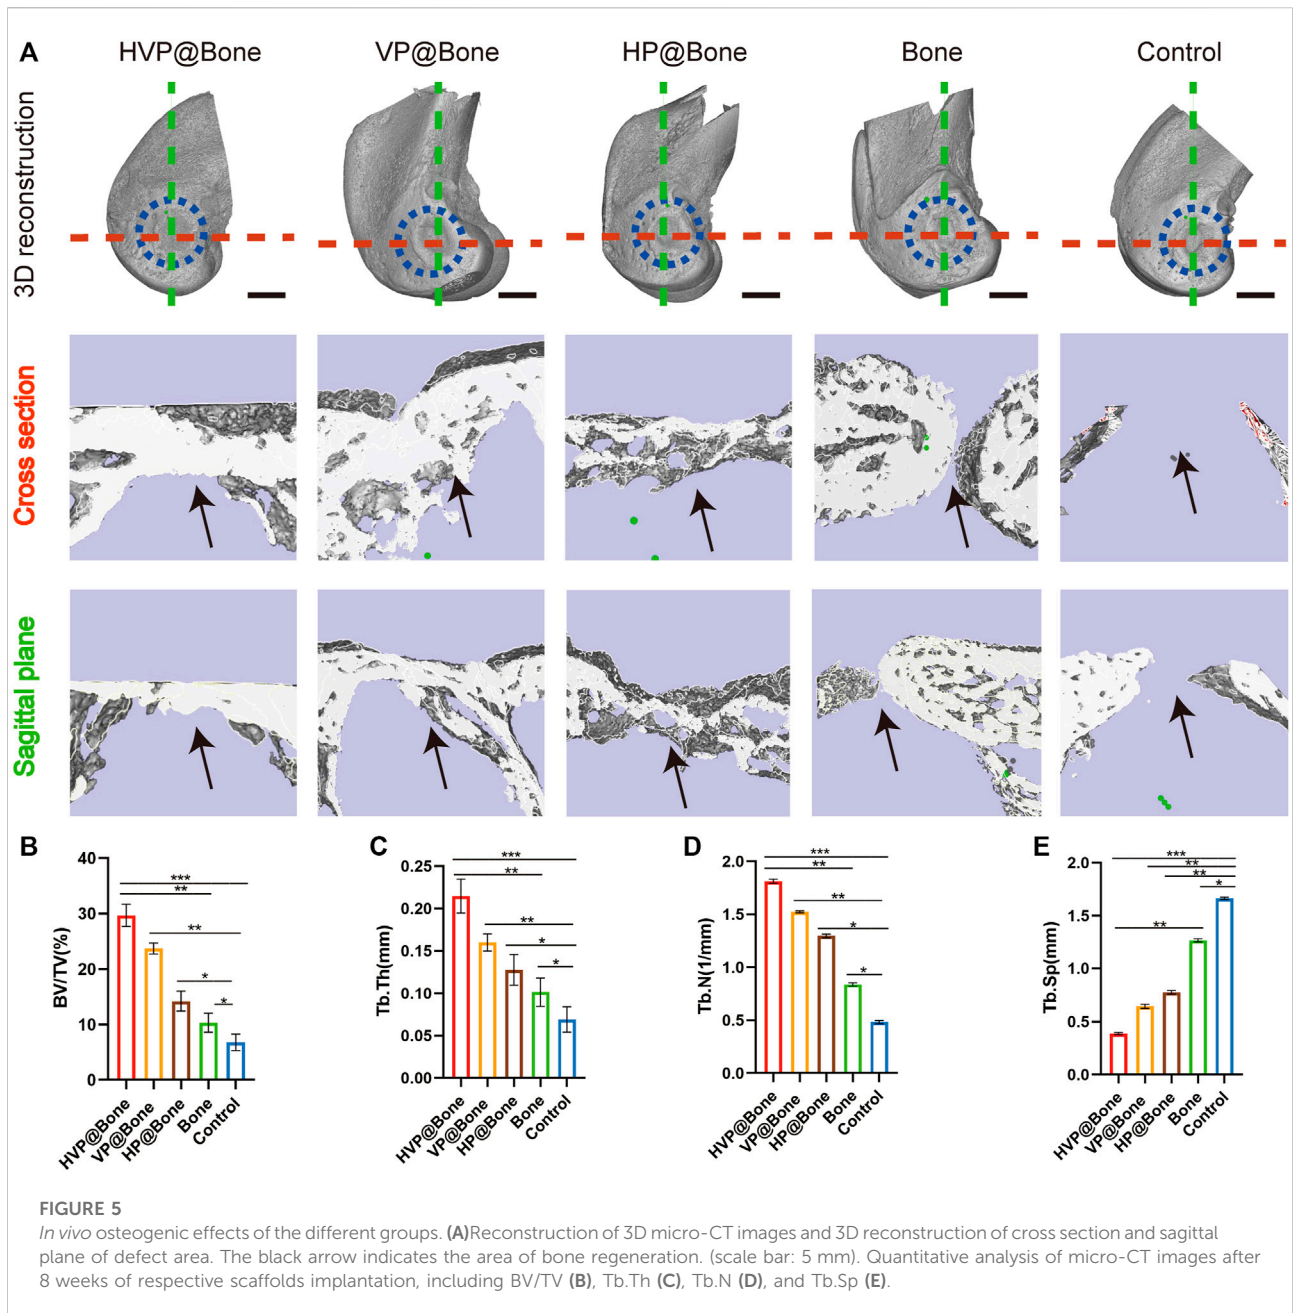 A
HVP@Bone VP@Bone HP@Bone Bone Control
3D reconstruction
Cross section
Sagittal plane
B
BV/TV(%)
40
30
20
10
0
***
**
**
*
*
HVP@Bone
VP@Bone
HP@Bone
Bone
Control
C
Tb.Th(mm)
0.25
0.20
0.15
0.10
0.05
0.00
***
**
**
*
*
HVP@Bone
VP@Bone
HP@Bone
Bone
Control
D
Tb.N(1/mm)
2.0
1.5
1.0
0.5
0.0
***
**
**
*
*
HVP@Bone
VP@Bone
HP@Bone
Bone
Control
E
Tb.Sp(mm)
2.0
1.5
1.0
0.5
0.0
***
**
**
*
**
HVP@Bone
VP@Bone
HP@Bone
Bone
Control
FIGURE 5
In vivo osteogenic effects of the different groups. (A)Reconstruction of 3D micro-CT images and 3D reconstruction of cross section and sagittal
plane of defect area. The black arrow indicates the area of bone regeneration. (scale bar: 5 mm). Quantitative analysis of micro-CT images after
8 weeks of respective scaffolds implantation, including BV/TV (B), Tb.Th (C), Tb.N (D), and Tb.Sp (E).